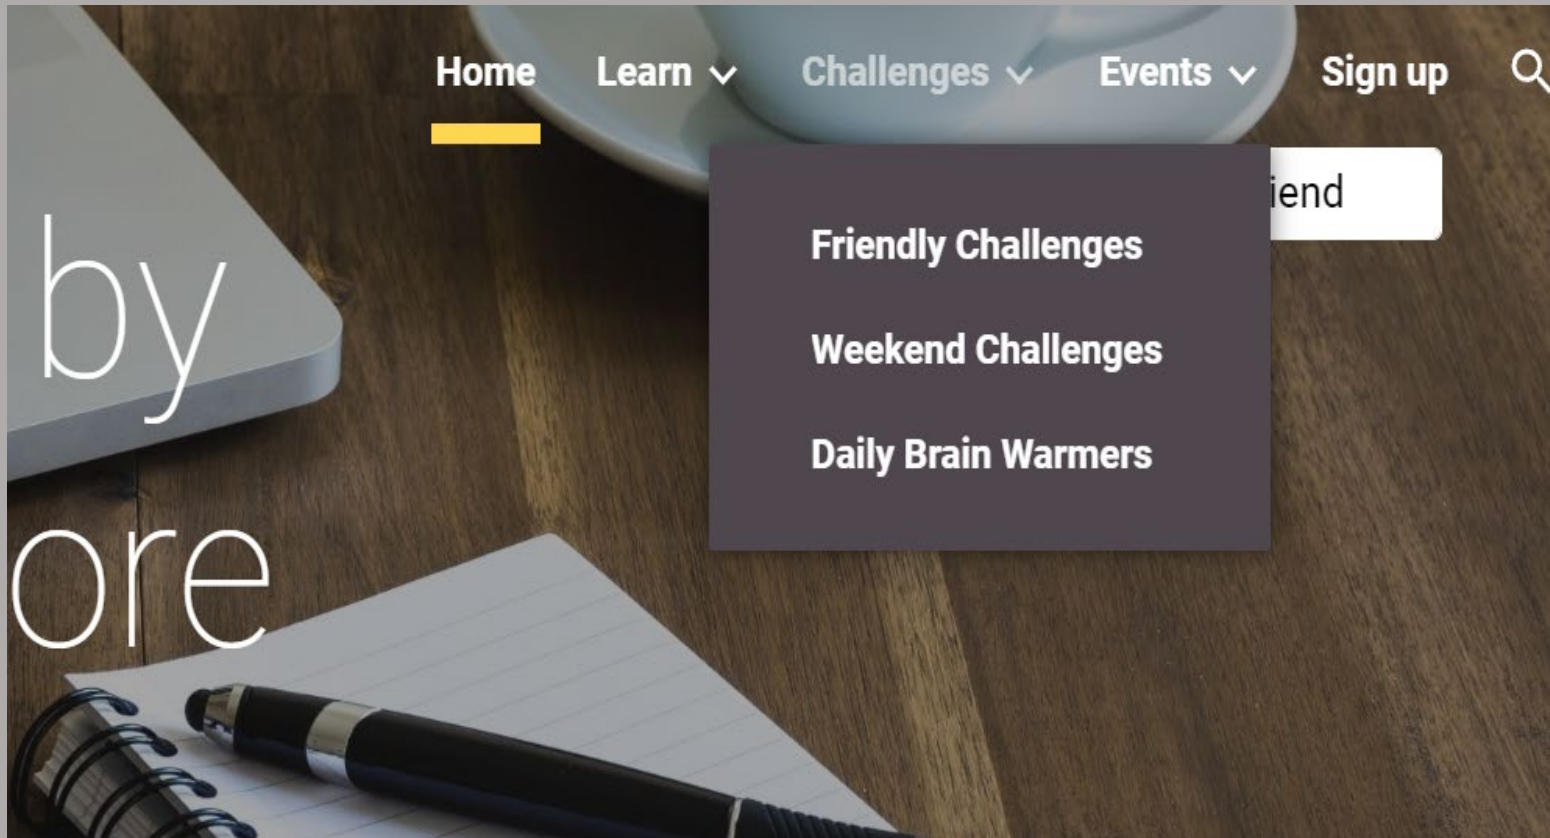 Home Learn Challenges Events Sign up
iend
Friendly Challenges
by
Weekend Challenges
Daily Brain Warmers
ore